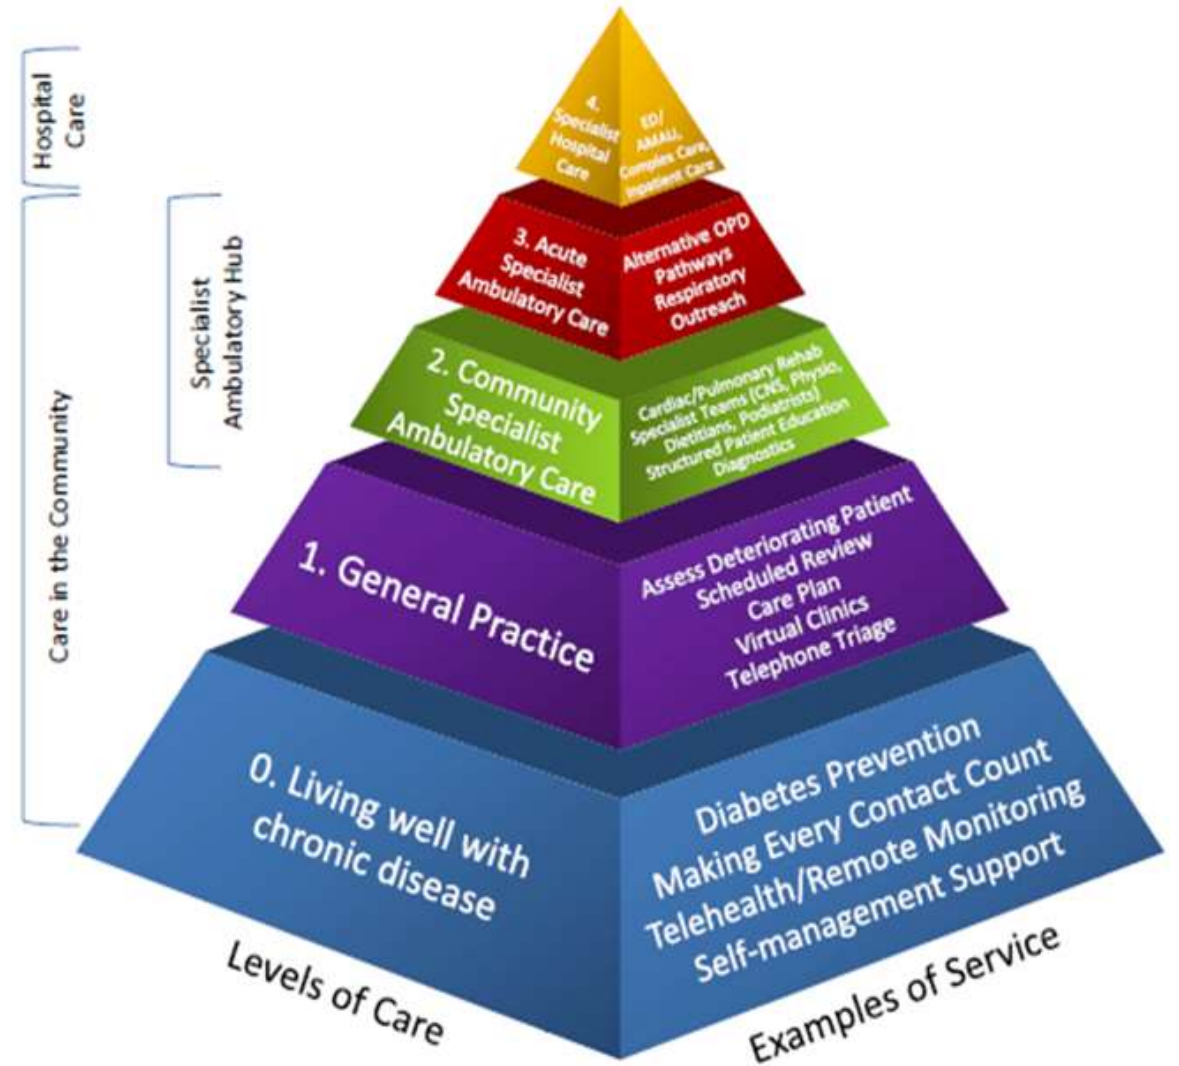 Hospital
Care
Specialist
Ambulatory Hub
Care in the Community
4.
Specialist
Hospital
Care
ED/
AMAU,
Complex Care,
Inpatient Care
3. Acute
Specialist
Ambulatory Care
Alternative OPD
Pathways
Respiratory
Outreach
2. Community
Specialist
Ambulatory Care
Cardiac/Pulmonary Rehab
Specialist Teams (CNS, Physio,
Dietitians, Podiatrists)
Structured Patient Education
Diagnostics
1. General Practice
Assess Deteriorating Patient
Scheduled Review
Care Plan
Virtual Clinics
Telephone Triage
0. Living well with
chronic disease
Diabetes Prevention
Making Every Contact Count
Telehealth/Remote Monitoring
Self-management Support
Levels of Care
Examples of Service